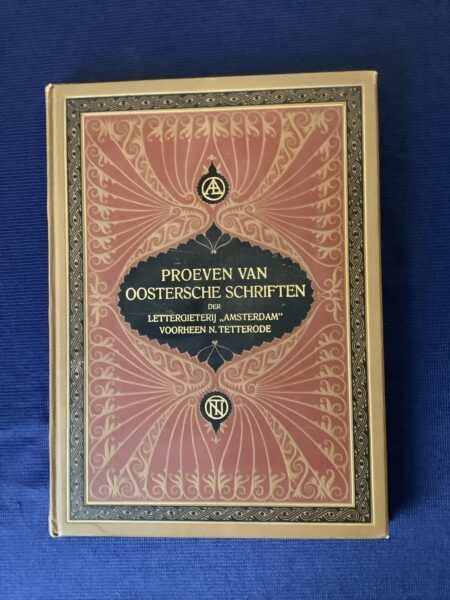 PROEVEN VAN
OOSTERSCHE SCHRIFTEN
DER
LETTERGIETERIJ „AMSTERDAM"
VOORHEEN N. TETTERODE